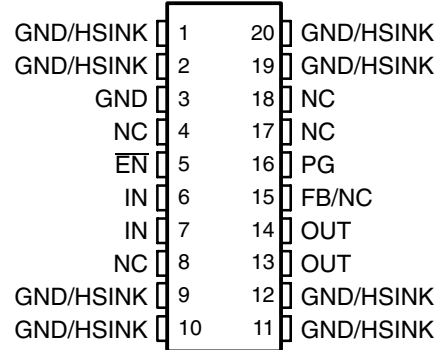 GND/HSINK 1 20 GND/HSINK
GND/HSINK 2 19 GND/HSINK
GND 3 18 NC
NC 4 17 NC
E̅N̅ 5 16 PG
IN 6 15 FB/NC
IN 7 14 OUT
NC 8 13 OUT
GND/HSINK 9 12 GND/HSINK
GND/HSINK 10 11 GND/HSINK